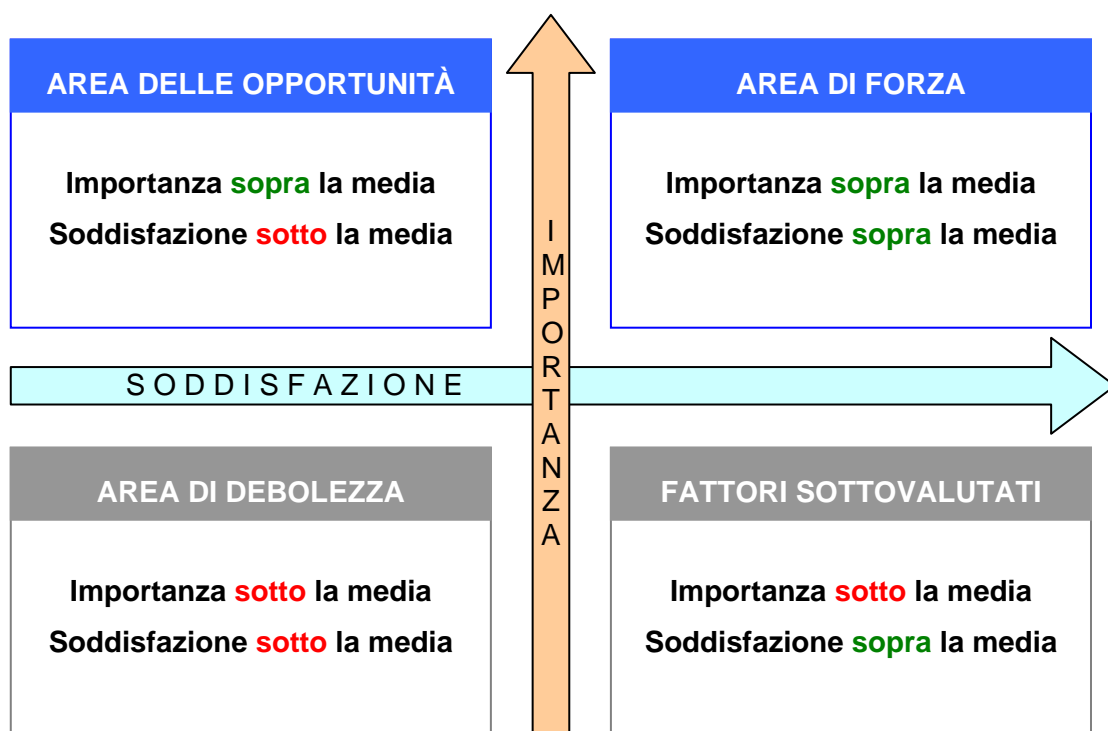 AREA DELLE OPPORTUNITÀ
Importanza sopra la media
Soddisfazione sotto la media
AREA DI FORZA
Importanza sopra la media
Soddisfazione sopra la media
IMPORTANZA
SODDISFAZIONE
AREA DI DEBOLEZZA
Importanza sotto la media
Soddisfazione sotto la media
FATTORI SOTTOVALUTATI
Importanza sotto la media
Soddisfazione sopra la media